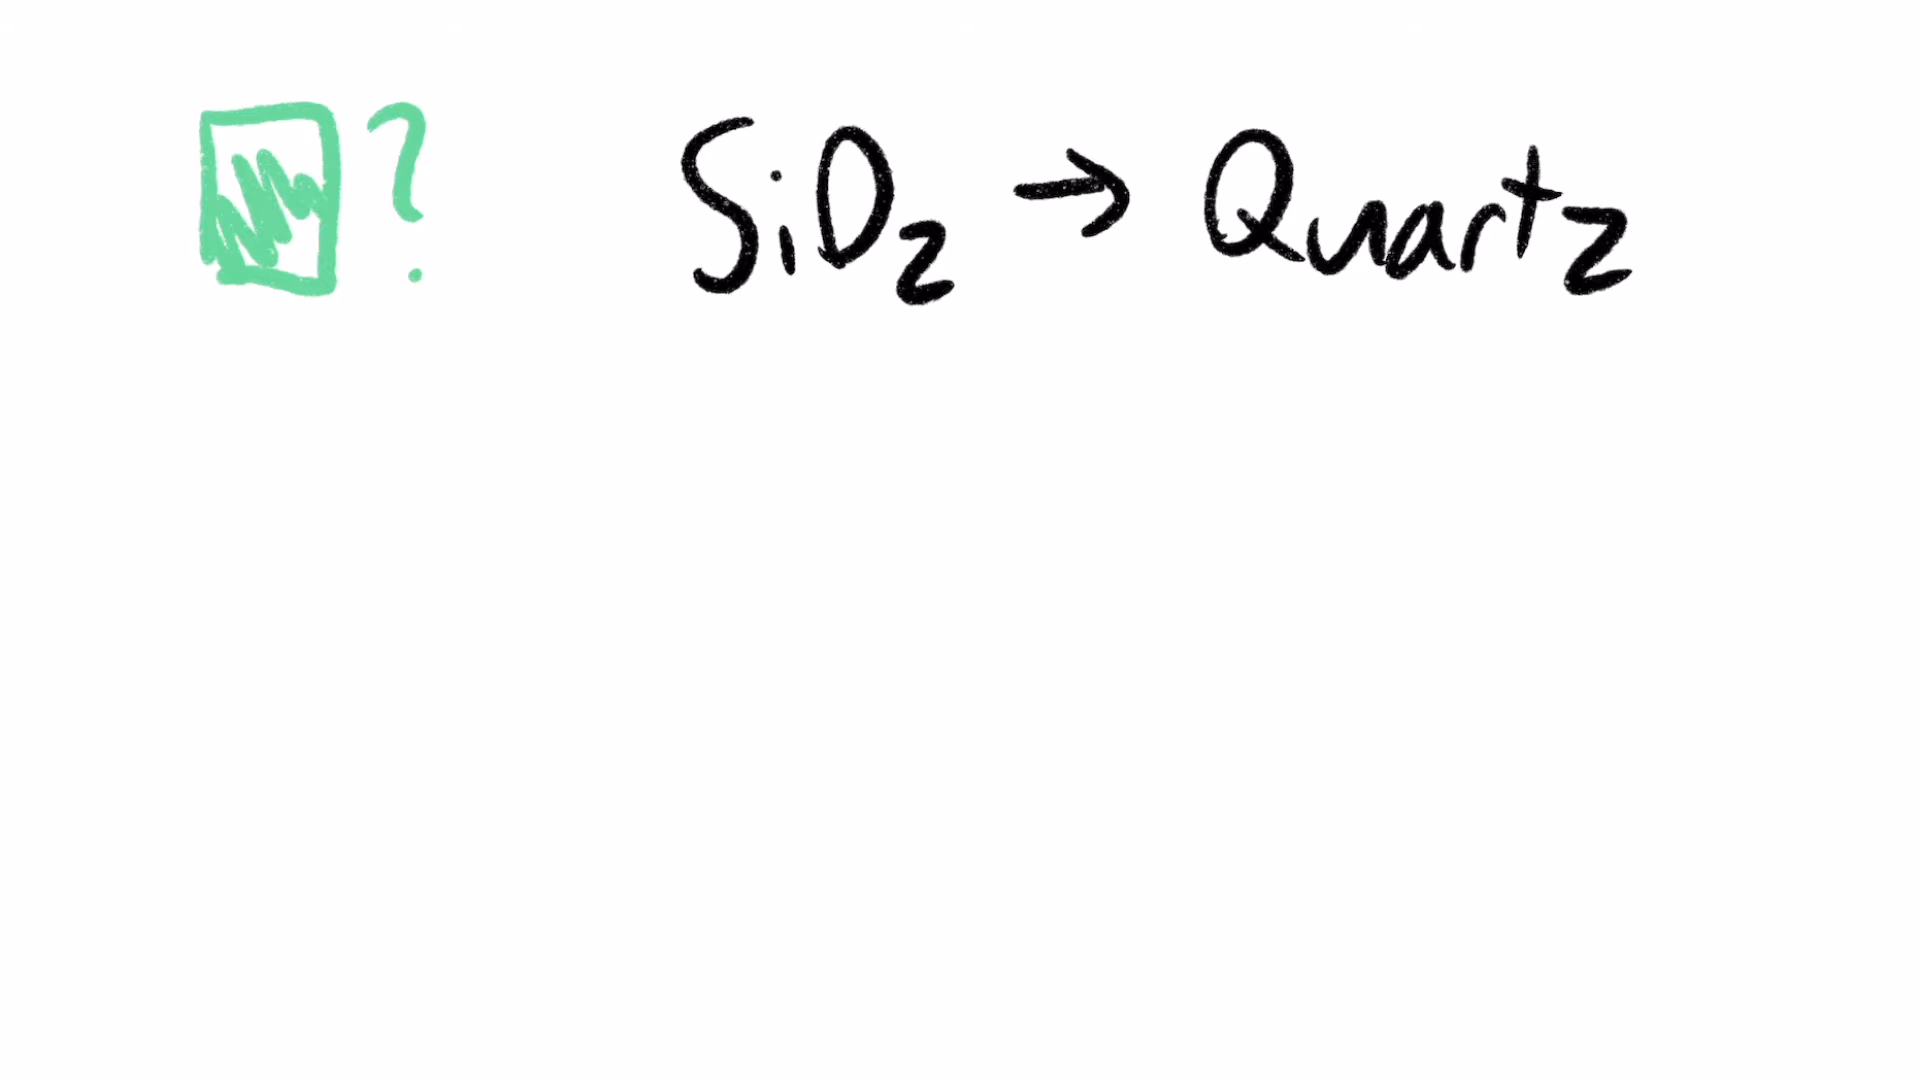 ? SiO₂ → Quartz